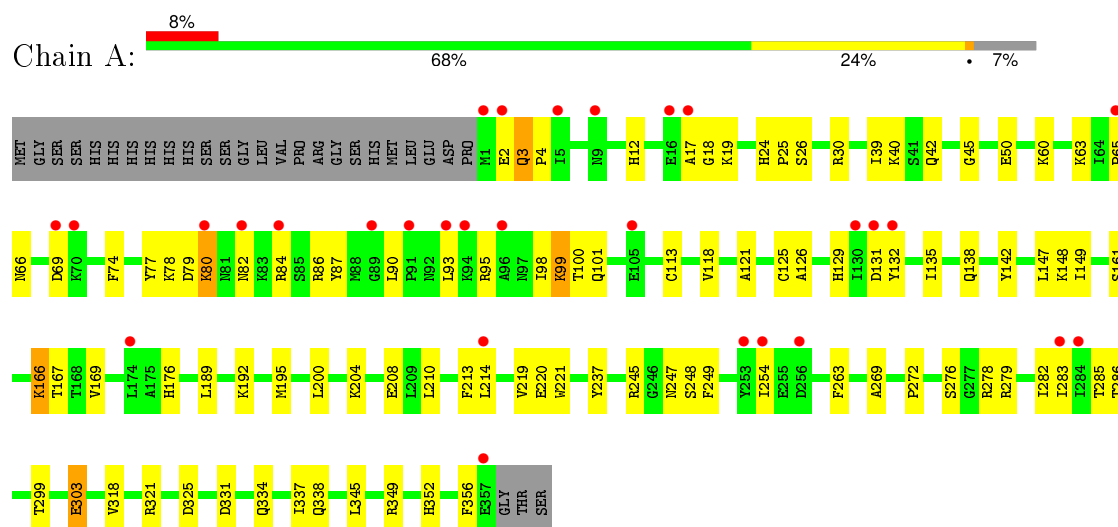 8%
Chain A:
68% 24% • 7%
MET GLY SER SER HIS HIS HIS HIS HIS HIS SER SER GLY LEU VAL PRO ARG GLY SER HIS MET LEU GLU ASP PRO M1 E2 Q3 P4 I5 N9 H12 E16 A17 G18 K19 H24 P25 S26 R30 I39 K40 S41 Q42 G45 E50 K60 K63 I64
N66 D69 K70 F74 Y77 K78 D79 K80 N81 N82 K83 R84 S85 R86 Y87 M88 G89 L90 P91 N92 L93 K94 R95 A96 N97 I98 K99 T100 Q101 E105 C113 V118 A121 C125 A126 H129 I130 D131 Y132 I135 Q138 Y142 L147 K148 I149 S161
K166 T167 T168 V169 L174 A175 H176 L189 K192 M195 L200 K204 E208 L209 L210 F213 L214 V219 E220 W221 Y237 R245 G246 N247 S248 F249 Y253 I254 E255 D256 F263 A269 P272 S276 G277 R278 R279 I282 I283 I284 T285
T299 E303 V318 R321 D325 D331 Q334 I337 Q338 L345 R349 H352 F356 E357 GLY THR SER